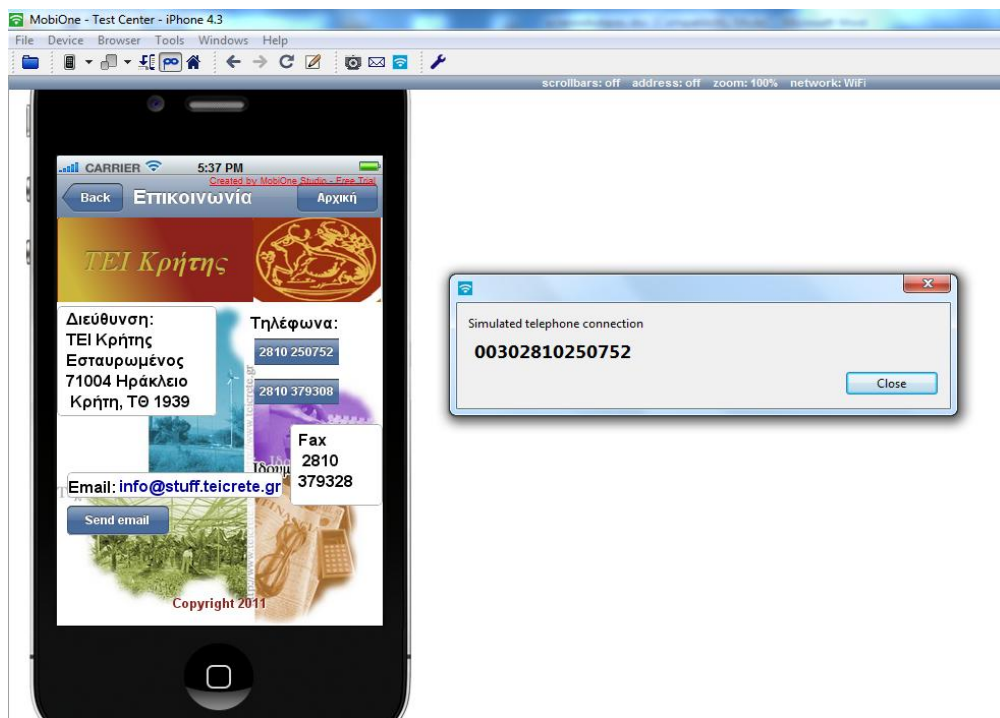 MobiOne - Test Center - iPhone 4.3
File Device Browser Tools Windows Help
scrollbars: off address: off zoom: 100% network: WiFi
CARRIER 5:37 PM
Created by MobiOne Studio - Free Trial
Back Επικοινωνία Αρχική
ΤΕΙ Κρήτης
Διεύθυνση:
ΤΕΙ Κρήτης
Εσταυρωμένος
71004 Ηράκλειο
Κρήτη, ΤΘ 1939
Τηλέφωνα:
2810 250752
2810 379308
Fax
2810
379328
Email: info@stuff.teicrete.gr
Send email
Copyright 2011
Simulated telephone connection
00302810250752
Close